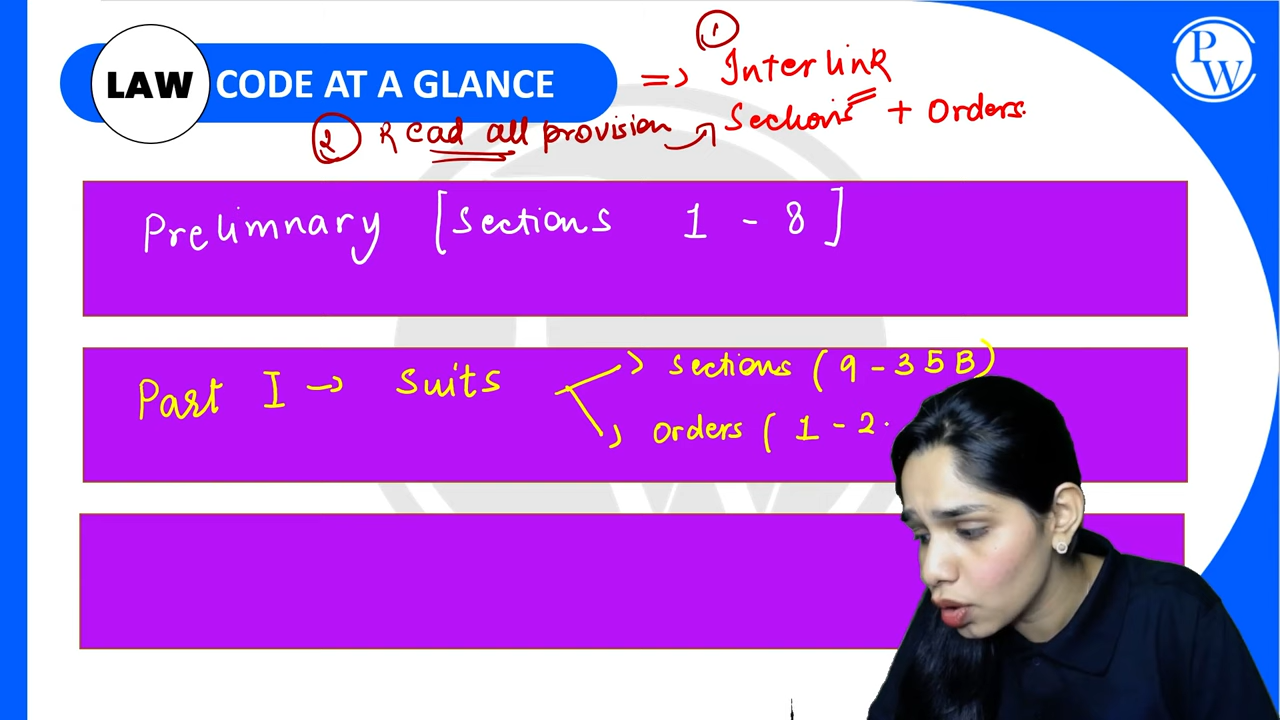 ①
LAW CODE AT A GLANCE => Interlink
② Read all provision Sections + Orders.
PW
Prelimnary [Sections 1 - 8]
Part I → Suits → Sections (9 - 35B)
→ Orders ( 1 - 2